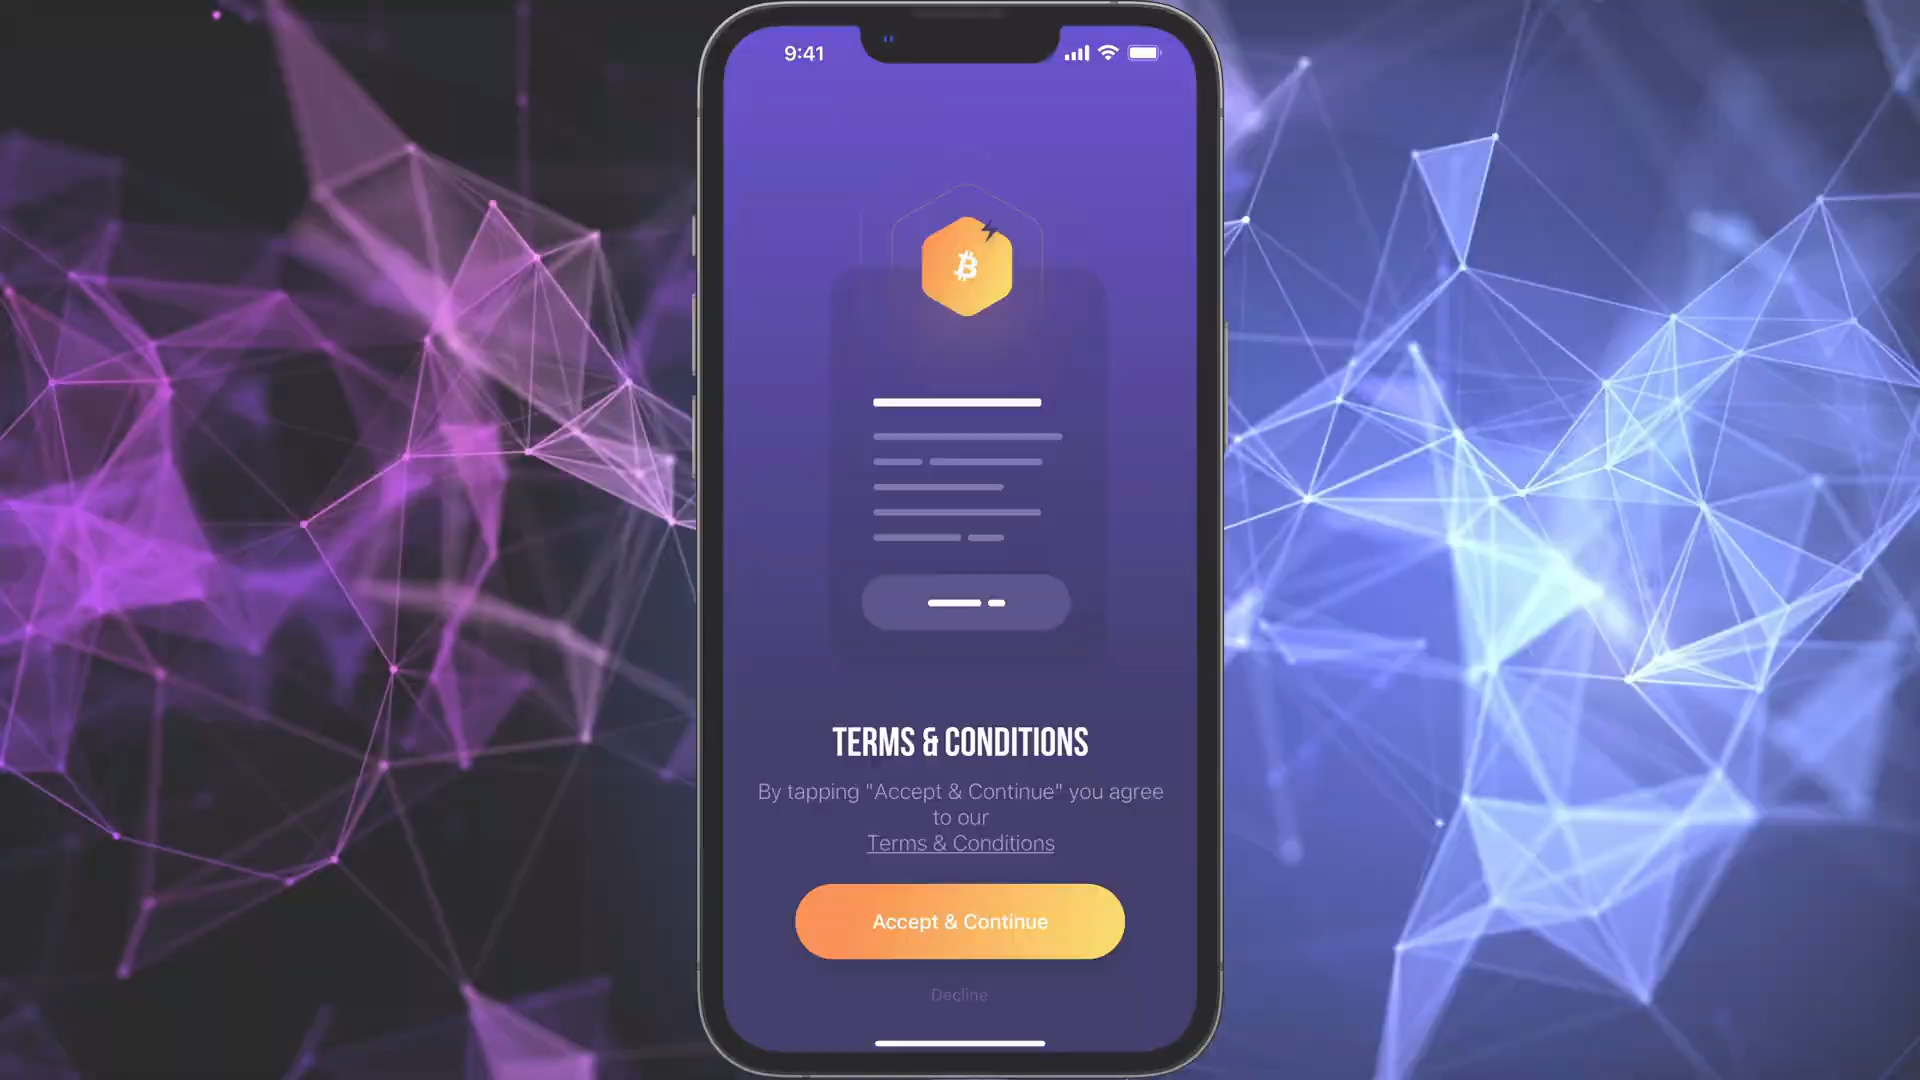 9:41
TERMS & CONDITIONS
By tapping "Accept & Continue" you agree
to our
Terms & Conditions
Accept & Continue
Decline